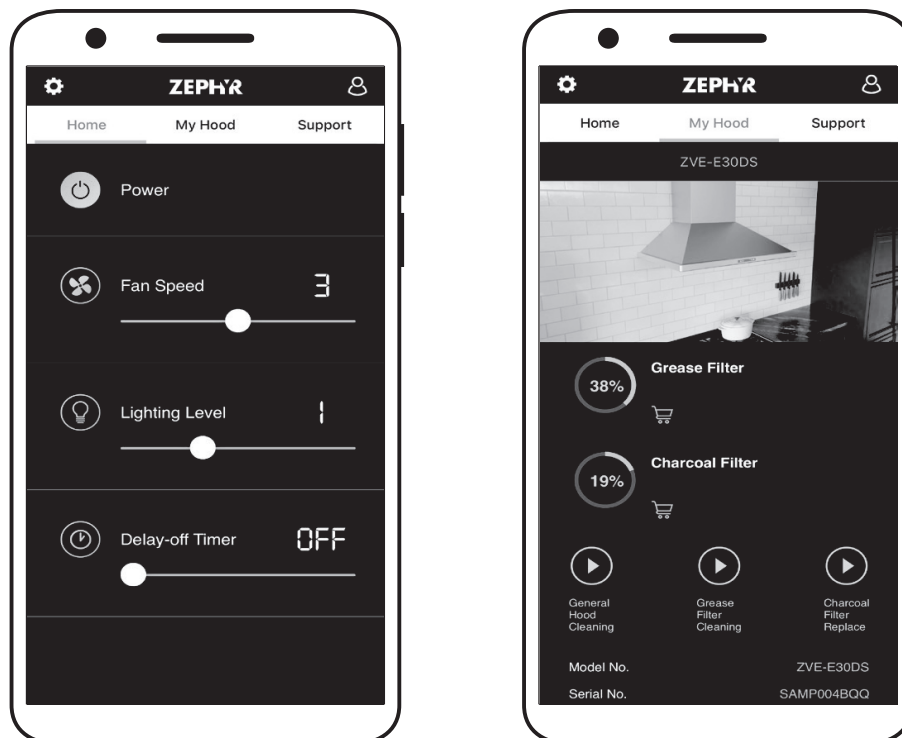 ZEPHYR
Home My Hood Support
Power
Fan Speed 3
Lighting Level 1
Delay-off Timer OFF
ZEPHYR
Home My Hood Support
ZVE-E30DS
38% Grease Filter
19% Charcoal Filter
General
Hood
Cleaning
Grease
Filter
Cleaning
Charcoal
Filter
Replace
Model No. ZVE-E30DS
Serial No. SAMP004BQQ